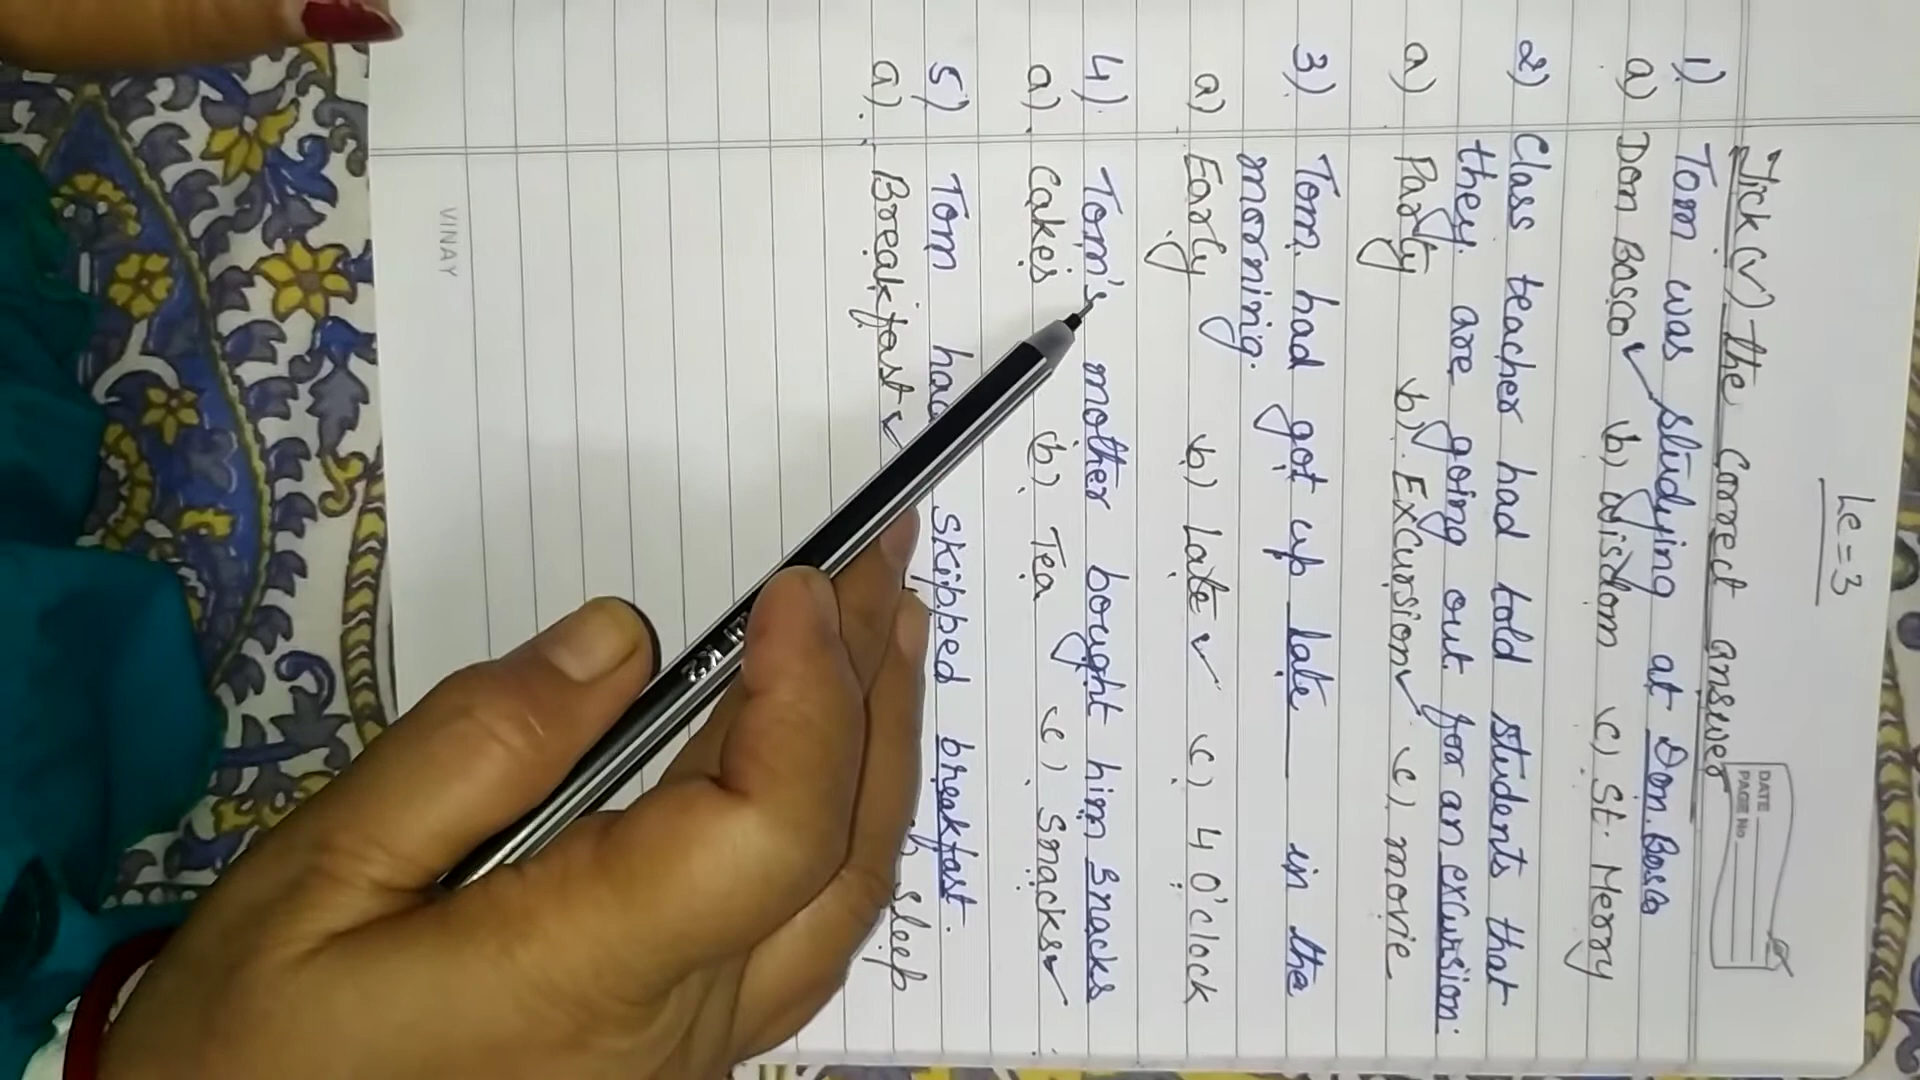 Le=3
DATE
PAGE No.
Tick (✓) the Correct answer
1) Tom was studying at Don Bosco
a) Don Bosco ✓ b) Wisdom c) St. Merry
2) Class teacher had told students that
they are going out for an excursion.
a) Party b) Excursion ✓ c) movie
3) Tom had got up late in the
morning.
a) Early b) Late ✓ c) 4 O'clock
4) Tom's mother bought him Snacks
a) Cakes b) Tea c) Snacks ✓
5) Tom skipped breakfast.
a) Breakfast ✓ sleep
VINAY